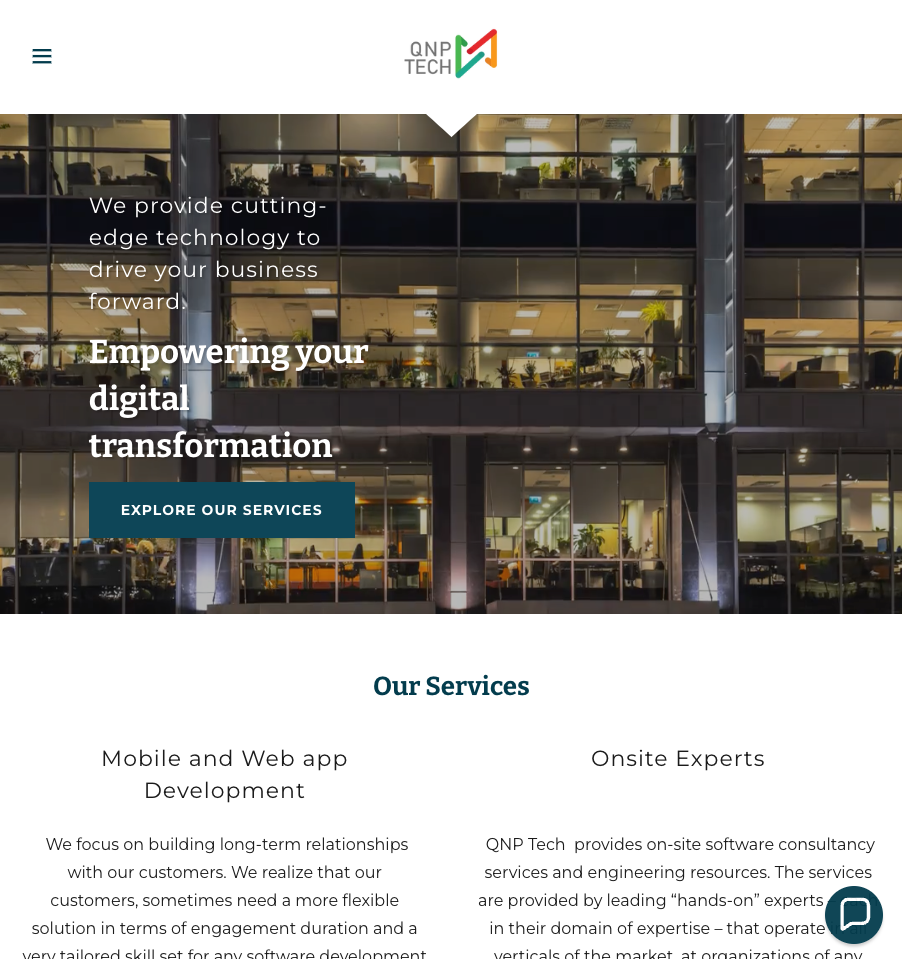 QNP
TECH
We provide cutting-
edge technology to
drive your business
forward.
Empowering your
digital
transformation
EXPLORE OUR SERVICES
Our Services
Mobile and Web app
Development
We focus on building long-term relationships
with our customers. We realize that our
customers, sometimes need a more flexible
solution in terms of engagement duration and a
very tailored skill set for any software development
Onsite Experts
QNP Tech  provides on-site software consultancy
services and engineering resources. The services
are provided by leading “hands-on” experts
in their domain of expertise – that operate
verticals of the market, at organizations of any